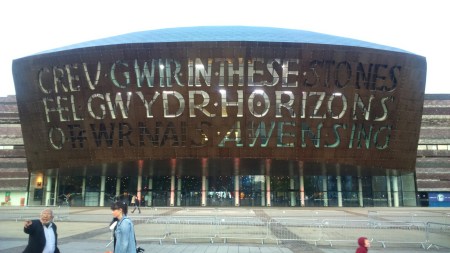 CREU GWIR IN THESE STONES
FEL GWYDR HORIZONS
O FFWRNAIS AWEN SING